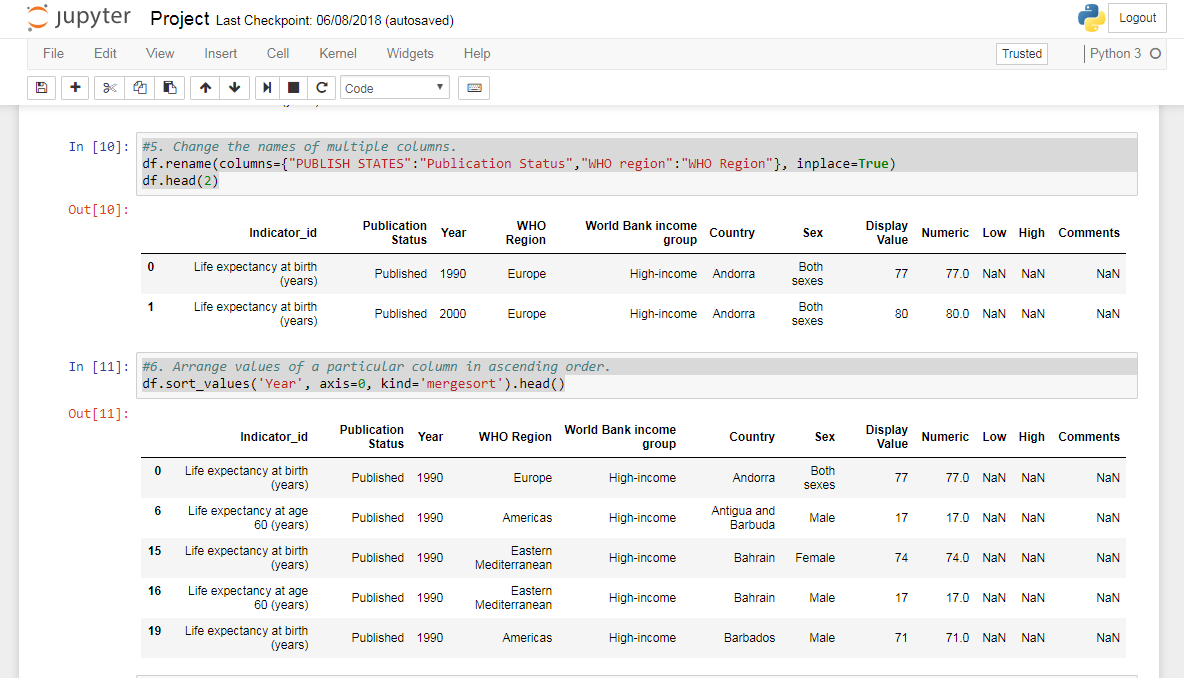 jupyter Project Last Checkpoint: 06/08/2018 (autosaved) Logout
File Edit View Insert Cell Kernel Widgets Help Trusted Python 3
Code
In [10]: #5. Change the names of multiple columns.
df.rename(columns={"PUBLISH STATES":"Publication Status","WHO region":"WHO Region"}, inplace=True)
df.head(2)
Out[10]:
Indicator_id Publication Status Year WHO Region World Bank income group Country Sex Display Value Numeric Low High Comments
0 Life expectancy at birth (years) Published 1990 Europe High-income Andorra Both sexes 77 77.0 NaN NaN NaN
1 Life expectancy at birth (years) Published 2000 Europe High-income Andorra Both sexes 80 80.0 NaN NaN NaN
In [11]: #6. Arrange values of a particular column in ascending order.
df.sort_values('Year', axis=0, kind='mergesort').head()
Out[11]:
Indicator_id Publication Status Year WHO Region World Bank income group Country Sex Display Value Numeric Low High Comments
0 Life expectancy at birth (years) Published 1990 Europe High-income Andorra Both sexes 77 77.0 NaN NaN NaN
6 Life expectancy at age 60 (years) Published 1990 Americas High-income Antigua and Barbuda Male 17 17.0 NaN NaN NaN
15 Life expectancy at birth (years) Published 1990 Eastern Mediterranean High-income Bahrain Female 74 74.0 NaN NaN NaN
16 Life expectancy at age 60 (years) Published 1990 Eastern Mediterranean High-income Bahrain Male 17 17.0 NaN NaN NaN
19 Life expectancy at birth (years) Published 1990 Americas High-income Barbados Male 71 71.0 NaN NaN NaN